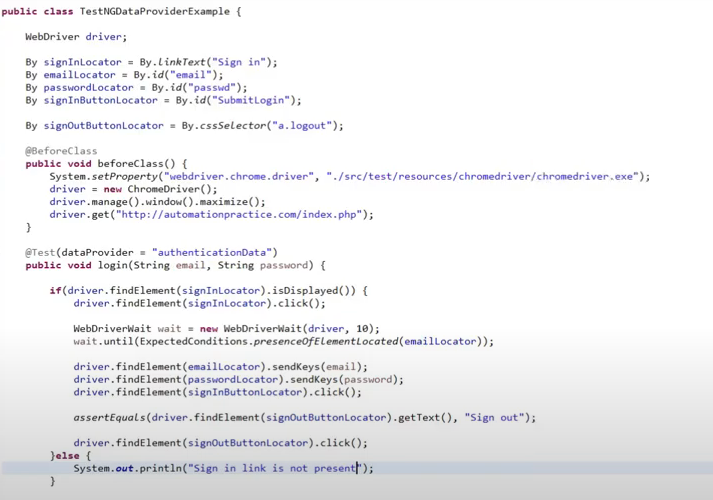 public class TestNGDataProviderExample {
WebDriver driver;
By signInLocator = By.linkText("Sign in");
By emailLocator = By.id("email");
By passwordLocator = By.id("passwd");
By signInButtonLocator = By.id("SubmitLogin");
By signOutButtonLocator = By.cssSelector("a.logout");
@BeforeClass
public void beforeClass() {
System.setProperty("webdriver.chrome.driver", "./src/test/resources/chromedriver/chromedriver.exe");
driver = new ChromeDriver();
driver.manage().window().maximize();
driver.get("http://automationpractice.com/index.php");
}
@Test(dataProvider = "authenticationData")
public void login(String email, String password) {
if(driver.findElement(signInLocator).isDisplayed()) {
driver.findElement(signInLocator).click();
WebDriverWait wait = new WebDriverWait(driver, 10);
wait.until(ExpectedConditions.presenceOfElementLocated(emailLocator));
driver.findElement(emailLocator).sendKeys(email);
driver.findElement(passwordLocator).sendKeys(password);
driver.findElement(signInButtonLocator).click();
assertEquals(driver.findElement(signOutButtonLocator).getText(), "Sign out");
driver.findElement(signOutButtonLocator).click();
}else {
System.out.println("Sign in link is not present");
}